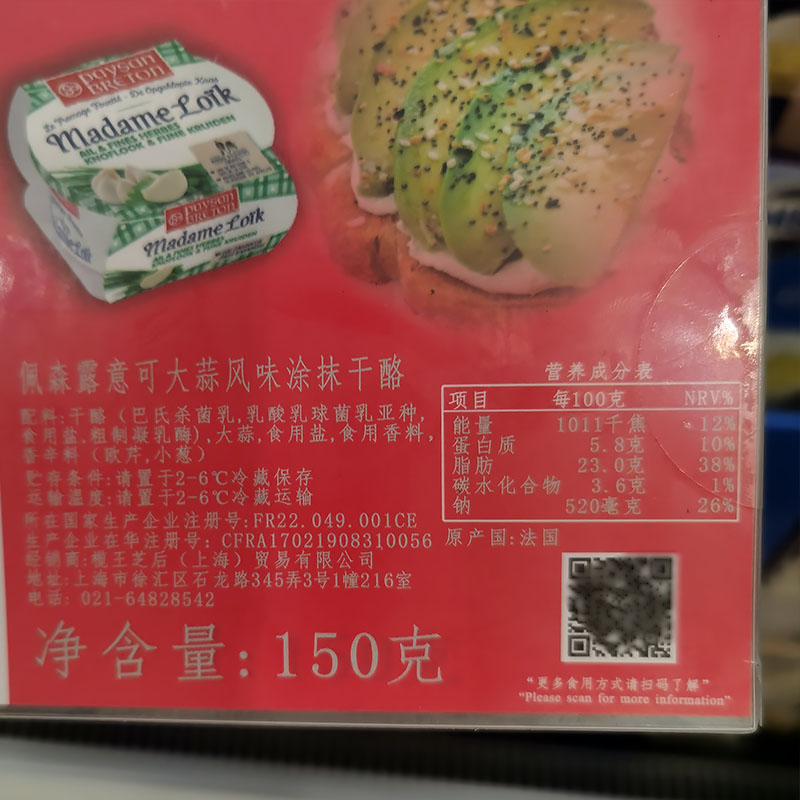 Paysan
BRETON
Le Fromage Fouetté - De Opgeklopte Kaas
Madame Loïk
AIL & FINES HERBES
KNOFLOOK & FIJNE KRUIDEN
Paysan
BRETON
Madame Loïk
AIL & FINES HERBES
KNOFLOOK & FIJNE KRUIDEN
佩森露意可大蒜风味涂抹干酪
配料:干酪(巴氏杀菌乳,乳酸乳球菌乳亚种,
食用盐,粗制凝乳酶),大蒜,食用盐,食用香料,
香辛料(欧芹,小葱)
贮存条件:请置于2-6℃冷藏保存
运输温度:请置于2-6℃冷藏运输
所在国家生产企业注册号:FR22.049.001CE
生产企业在华注册号: CFRA17021908310056
经销商:榄王芝后(上海)贸易有限公司
地址:上海市徐汇区石龙路345弄3号1幢216室
电话: 021-64828542
净含量:150克
营养成分表
项目 每100克 NRV%
能量 1011千焦 12%
蛋白质 5.8克 10%
脂肪 23.0克 38%
碳水化合物 3.6克 1%
钠 520毫克 26%
原产国:法国
“更多食用方式请扫码了解”
"Please scan for more information"